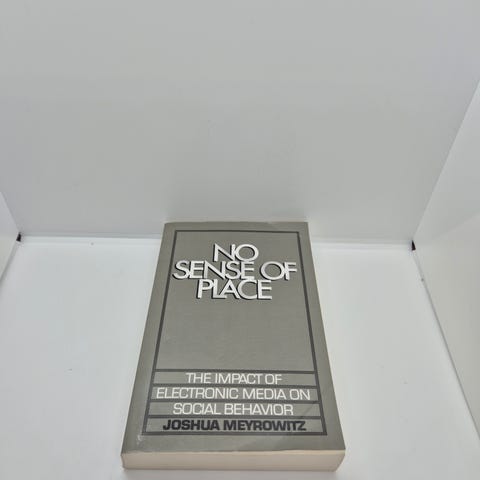 NO
SENSE OF
PLACE
THE IMPACT OF
ELECTRONIC MEDIA ON
SOCIAL BEHAVIOR
JOSHUA MEYROWITZ